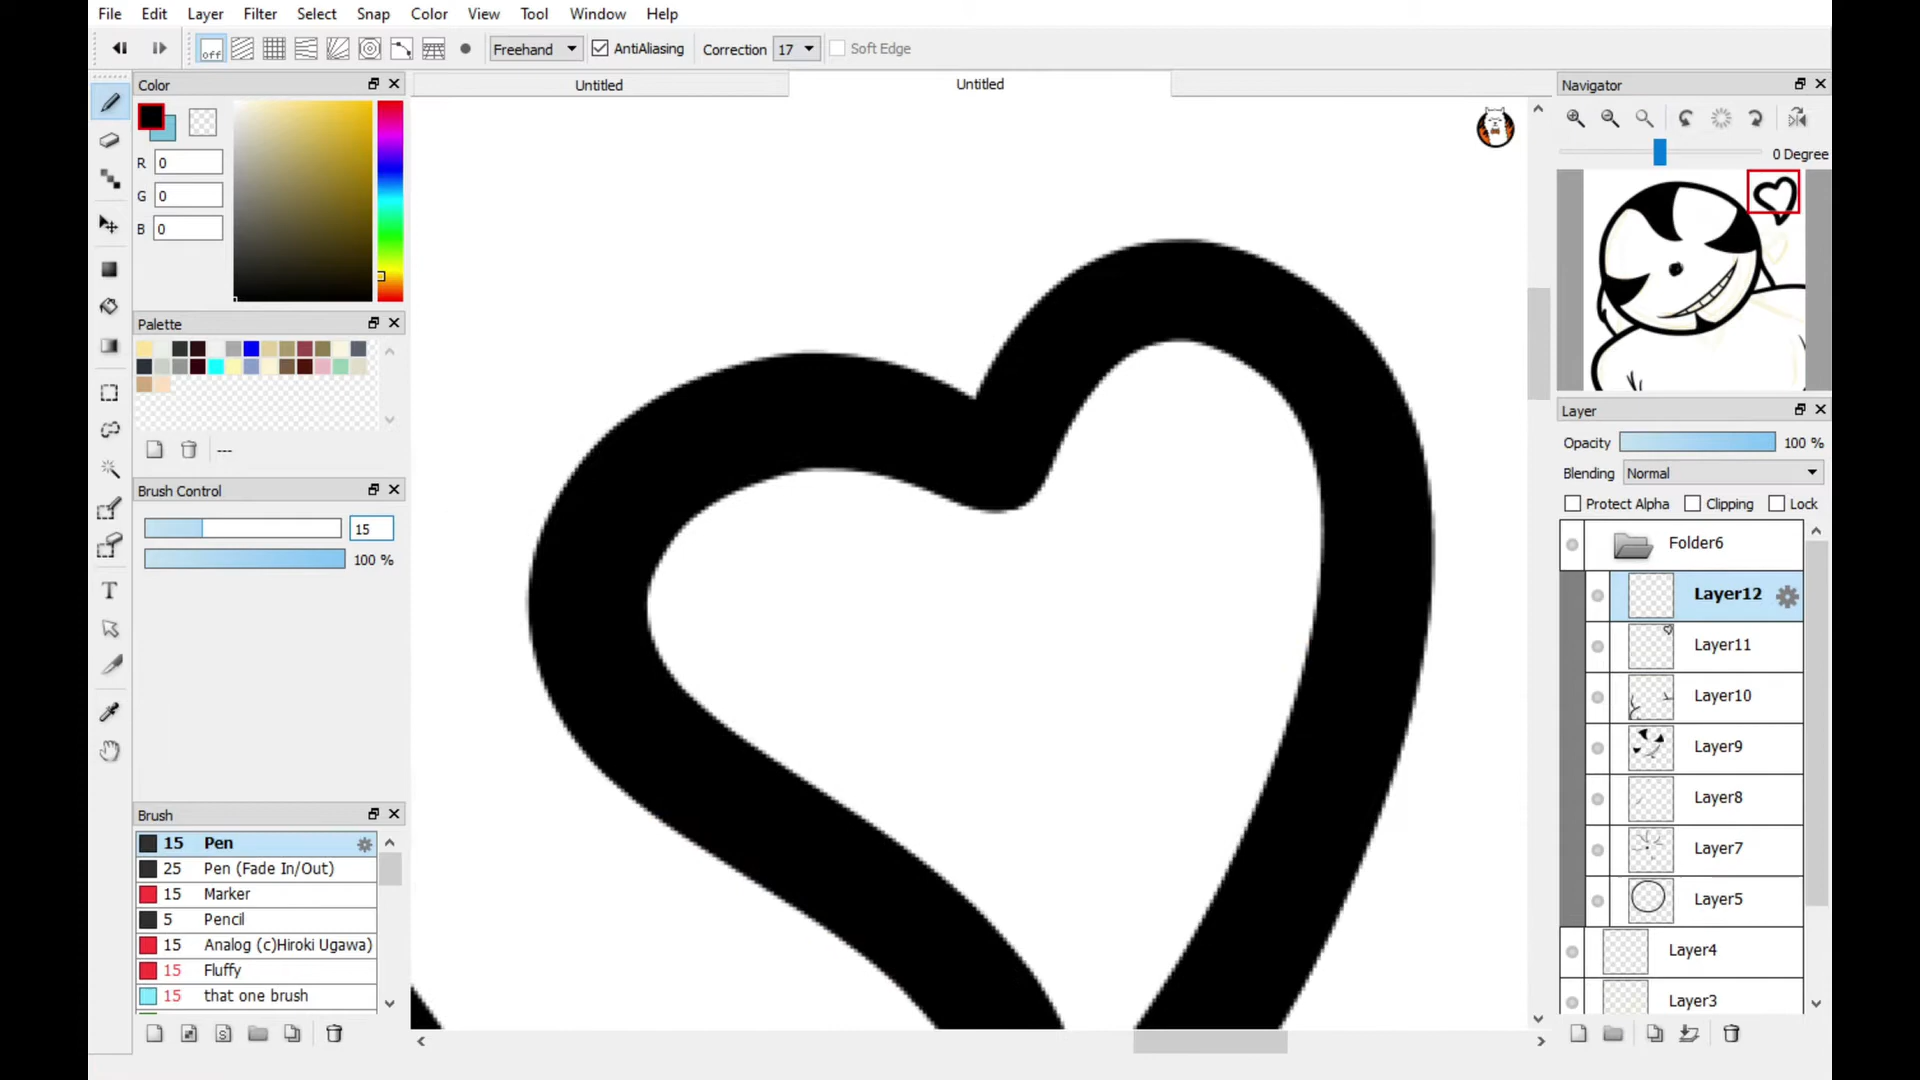 File Edit Layer Filter Select Snap Color View Tool Window Help
off Freehand AntiAliasing Correction 17 Soft Edge
Color
R 0
G 0
B 0
Palette
---
Brush Control
15
100 %
Brush
15 Pen
25 Pen (Fade In/Out)
15 Marker
5 Pencil
15 Analog (c)Hiroki Ugawa)
15 Fluffy
15 that one brush
Untitled Untitled
Navigator
0 Degree
Layer
Opacity 100 %
Blending Normal
Protect Alpha Clipping Lock
Folder6
Layer12
Layer11
Layer10
Layer9
Layer8
Layer7
Layer5
Layer4
Layer3
T
S